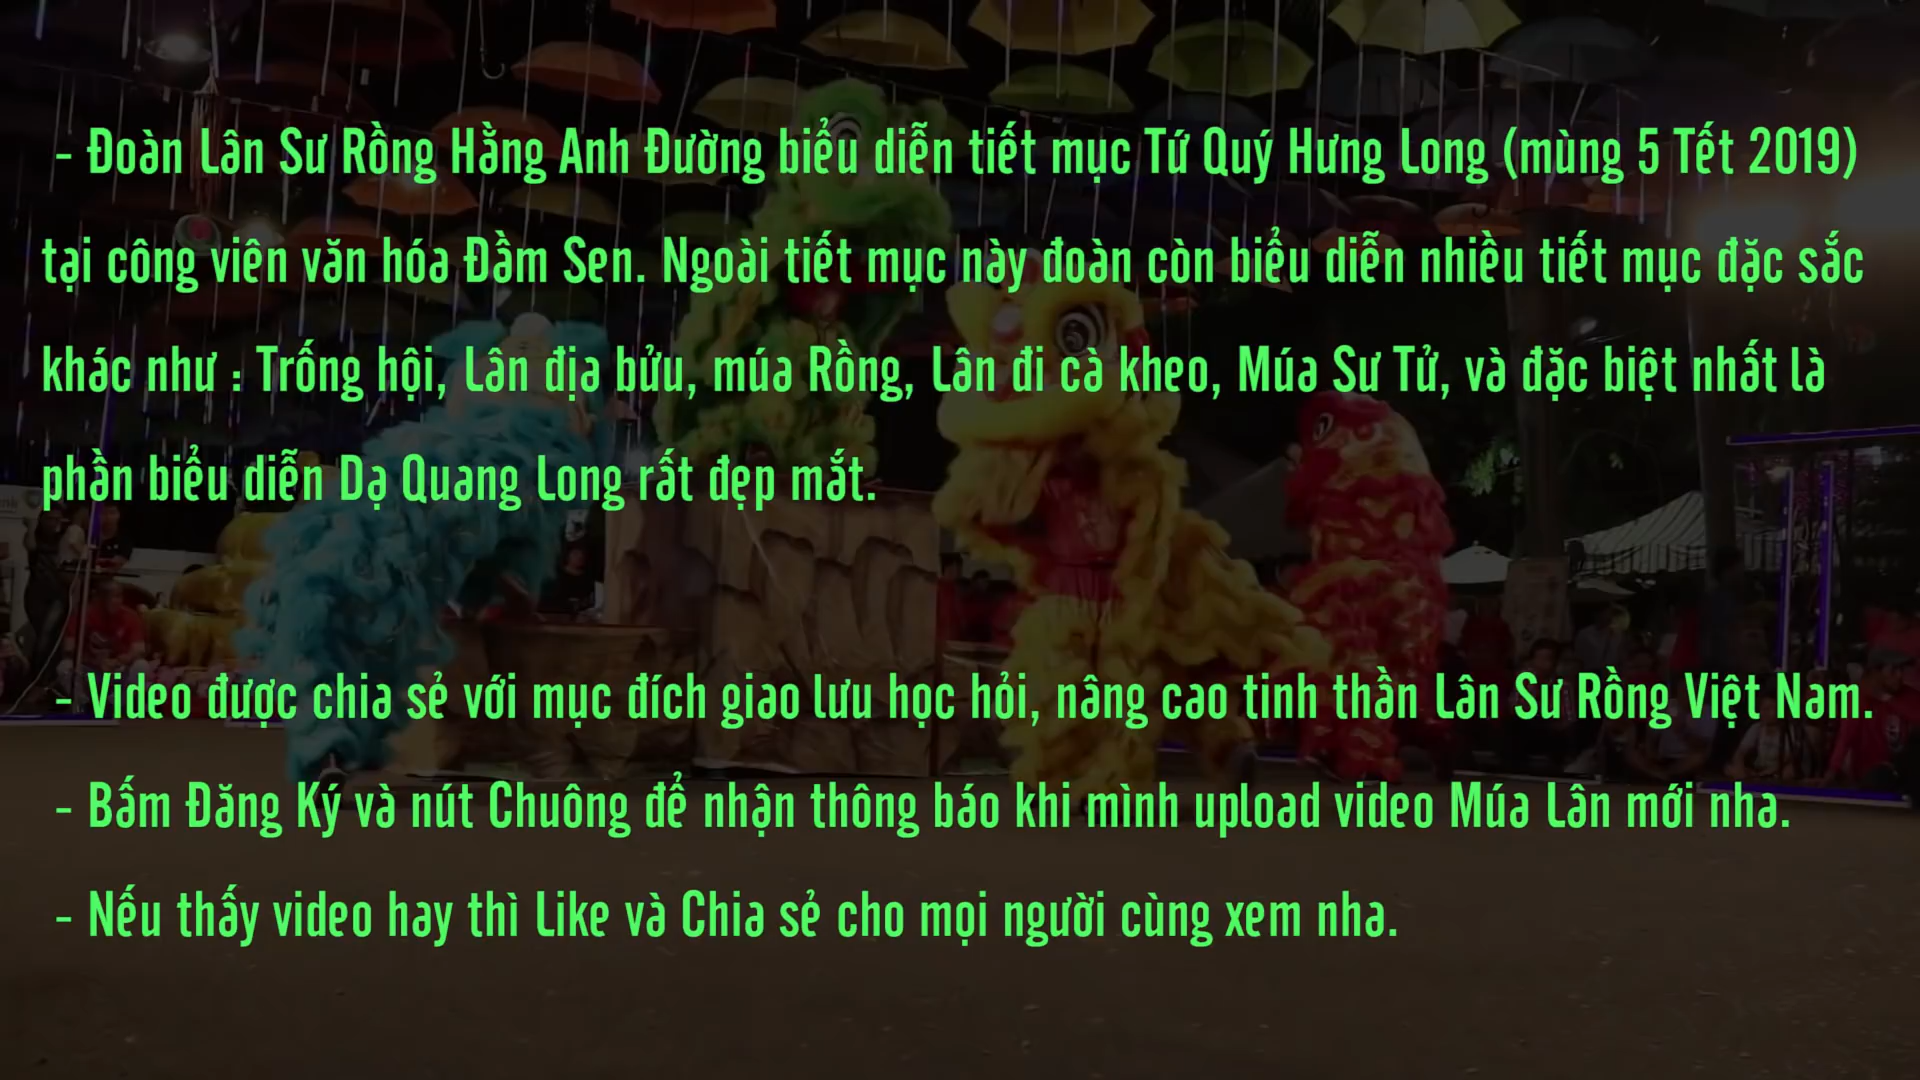 - Đoàn Lân Sư Rồng Hằng Anh Đường biểu diễn tiết mục Tứ Quý Hưng Long (mùng 5 Tết 2019)
tại công viên văn hóa Đầm Sen. Ngoài tiết mục này đoàn còn biểu diễn nhiều tiết mục đặc sắc
khác như : Trống hội, Lân địa bửu, múa Rồng, Lân đi cà kheo, Múa Sư Tử, và đặc biệt nhất là
phần biểu diễn Dạ Quang Long rất đẹp mắt.
- Video được chia sẻ với mục đích giao lưu học hỏi, nâng cao tinh thần Lân Sư Rồng Việt Nam.
- Bấm Đăng Ký và nút Chuông để nhận thông báo khi mình upload video Múa Lân mới nha.
- Nếu thấy video hay thì Like và Chia sẻ cho mọi người cùng xem nha.